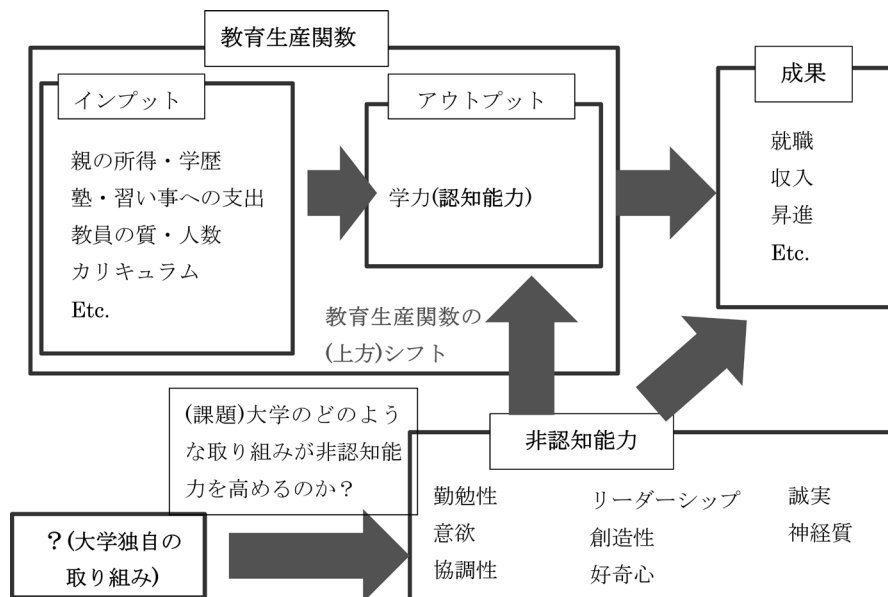 教育生産関数
インプット
親の所得・学歴
塾・習い事への支出
教員の質・人数
カリキュラム
Etc.
アウトプット
学力(認知能力)
成果
就職
収入
昇進
Etc.
教育生産関数の
(上方)シフト
(課題)大学のどのよう
な取り組みが非認知能
力を高めるのか？
？(大学独自の
取り組み)
非認知能力
勤勉性
意欲
協調性
リーダーシップ
創造性
好奇心
誠実
神経質